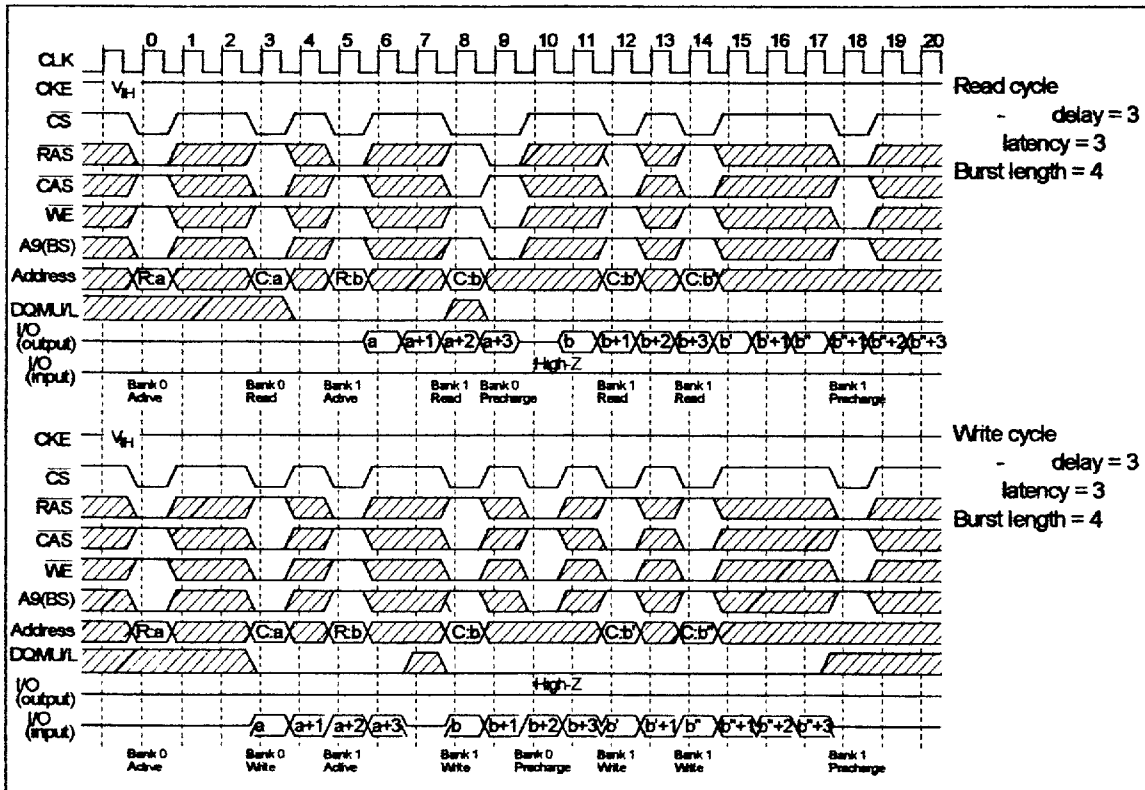 0 1 2 3 4 5 6 7 8 9 10 11 12 13 14 15 16 17 18 19 20
CLK
CKE VIH
Read cycle
CS
- delay = 3
RAS
latency = 3
CAS
Burst length = 4
WE
A9(BS)
Address R:a C:a R:b C:b C:b' C:b"
DQMU/L
I/O (output) a a+1 a+2 a+3 b b+1 b+2 b+3 b' b'+1 b" b"+1 b"+2 b"+3
I/O (input) High-Z
Bank 0 Active Bank 0 Read Bank 1 Active Bank 1 Read Bank 0 Precharge Bank 1 Read Bank 1 Read Bank 1 Precharge
CKE VIH
Write cycle
CS
- delay = 3
RAS
latency = 3
CAS
Burst length = 4
WE
A9(BS)
Address R:a C:a R:b C:b C:b' C:b"
DQMU/L
I/O (output) High-Z
I/O (input) a a+1 a+2 a+3 b b+1 b+2 b+3 b' b'+1 b" b"+1 b"+2 b"+3
Bank 0 Active Bank 0 Write Bank 1 Active Bank 1 Write Bank 0 Precharge Bank 1 Write Bank 1 Write Bank 1 Precharge